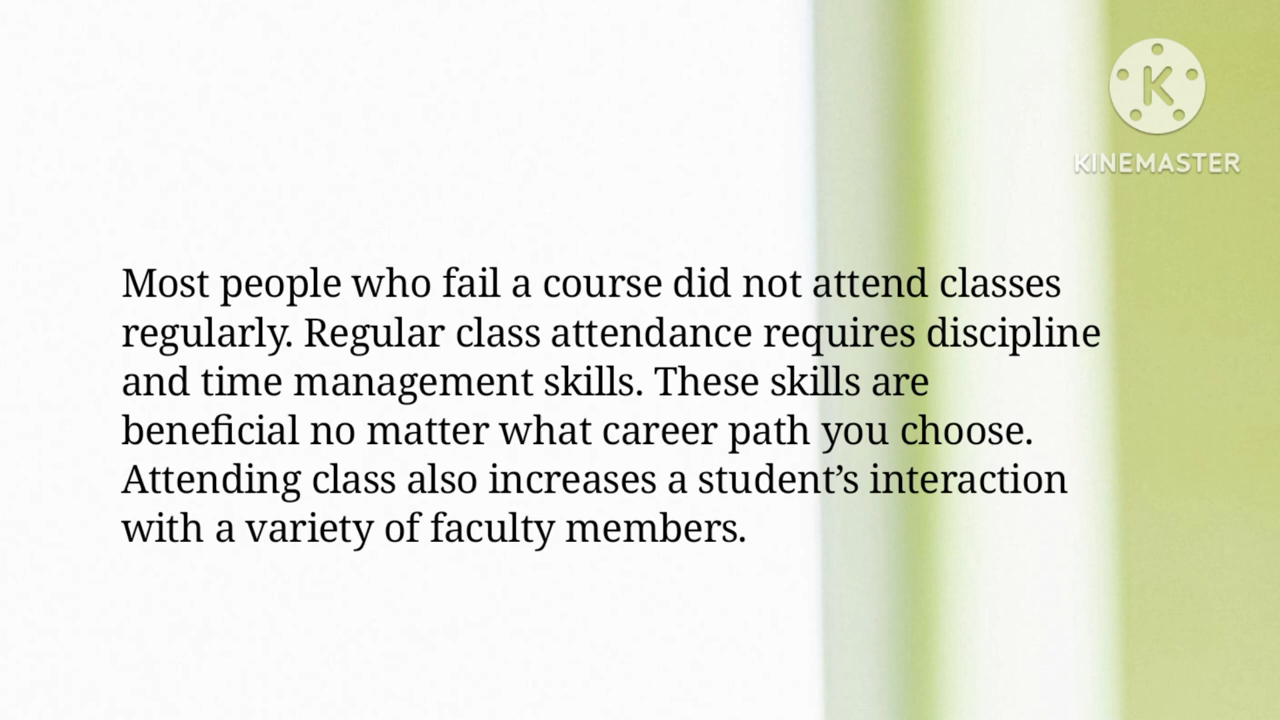 KINEMASTER
Most people who fail a course did not attend classes
regularly. Regular class attendance requires discipline
and time management skills. These skills are
beneficial no matter what career path you choose.
Attending class also increases a student’s interaction
with a variety of faculty members.